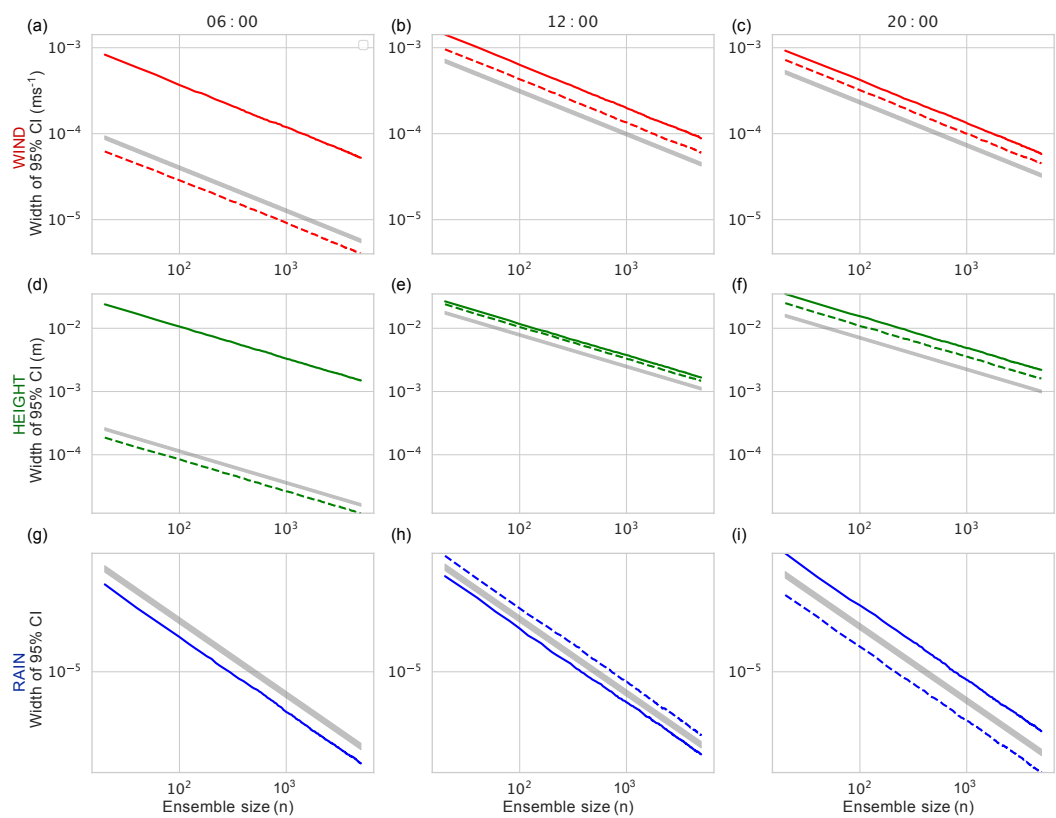 (a) 06:00 (b) 12:00 (c) 20:00
WIND
Width of 95% CI (ms⁻¹)
10⁻³ 10⁻³ 10⁻³
10⁻⁴ 10⁻⁴ 10⁻⁴
10⁻⁵ 10⁻⁵ 10⁻⁵
10² 10³ 10² 10³ 10² 10³
(d) (e) (f)
HEIGHT
Width of 95% CI (m)
10⁻² 10⁻² 10⁻²
10⁻³ 10⁻³ 10⁻³
10⁻⁴ 10⁻⁴ 10⁻⁴
10² 10³ 10² 10³ 10² 10³
(g) (h) (i)
RAIN
Width of 95% CI
10⁻⁵ 10⁻⁵ 10⁻⁵
10² 10³ 10² 10³ 10² 10³
Ensemble size (n) Ensemble size (n) Ensemble size (n)